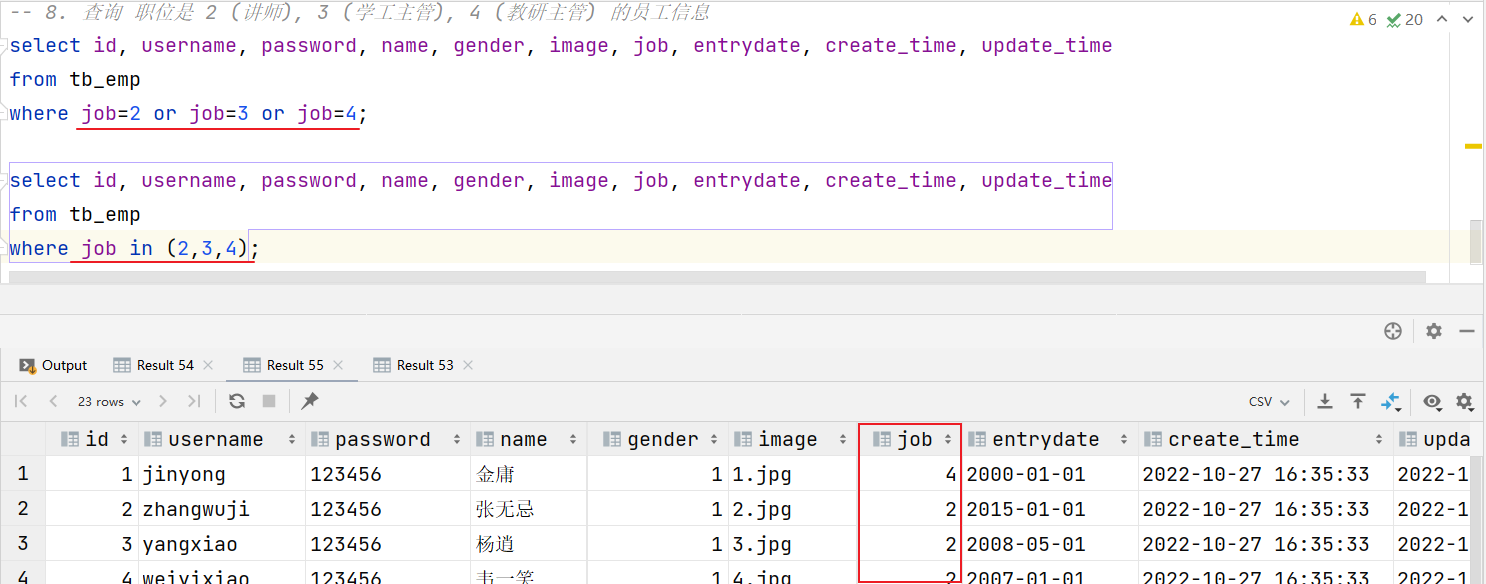 -- 8. 查询 职位是 2 (讲师), 3 (学工主管), 4 (教研主管) 的员工信息
6 20
select id, username, password, name, gender, image, job, entrydate, create_time, update_time
from tb_emp
where job=2 or job=3 or job=4;
select id, username, password, name, gender, image, job, entrydate, create_time, update_time
from tb_emp
where job in (2,3,4);
Output Result 54 Result 55 Result 53
23 rows CSV
id username password name gender image job entrydate create_time upda
1 1 jinyong 123456 金庸 1 1.jpg 4 2000-01-01 2022-10-27 16:35:33 2022-1
2 2 zhangwuji 123456 张无忌 1 2.jpg 2 2015-01-01 2022-10-27 16:35:33 2022-1
3 3 yangxiao 123456 杨逍 1 3.jpg 2 2008-05-01 2022-10-27 16:35:33 2022-1
4 4 weiyixiao 123456 韦一笑 1 4.jpg 2 2007-01-01 2022-10-27 16:35:33 2022-1